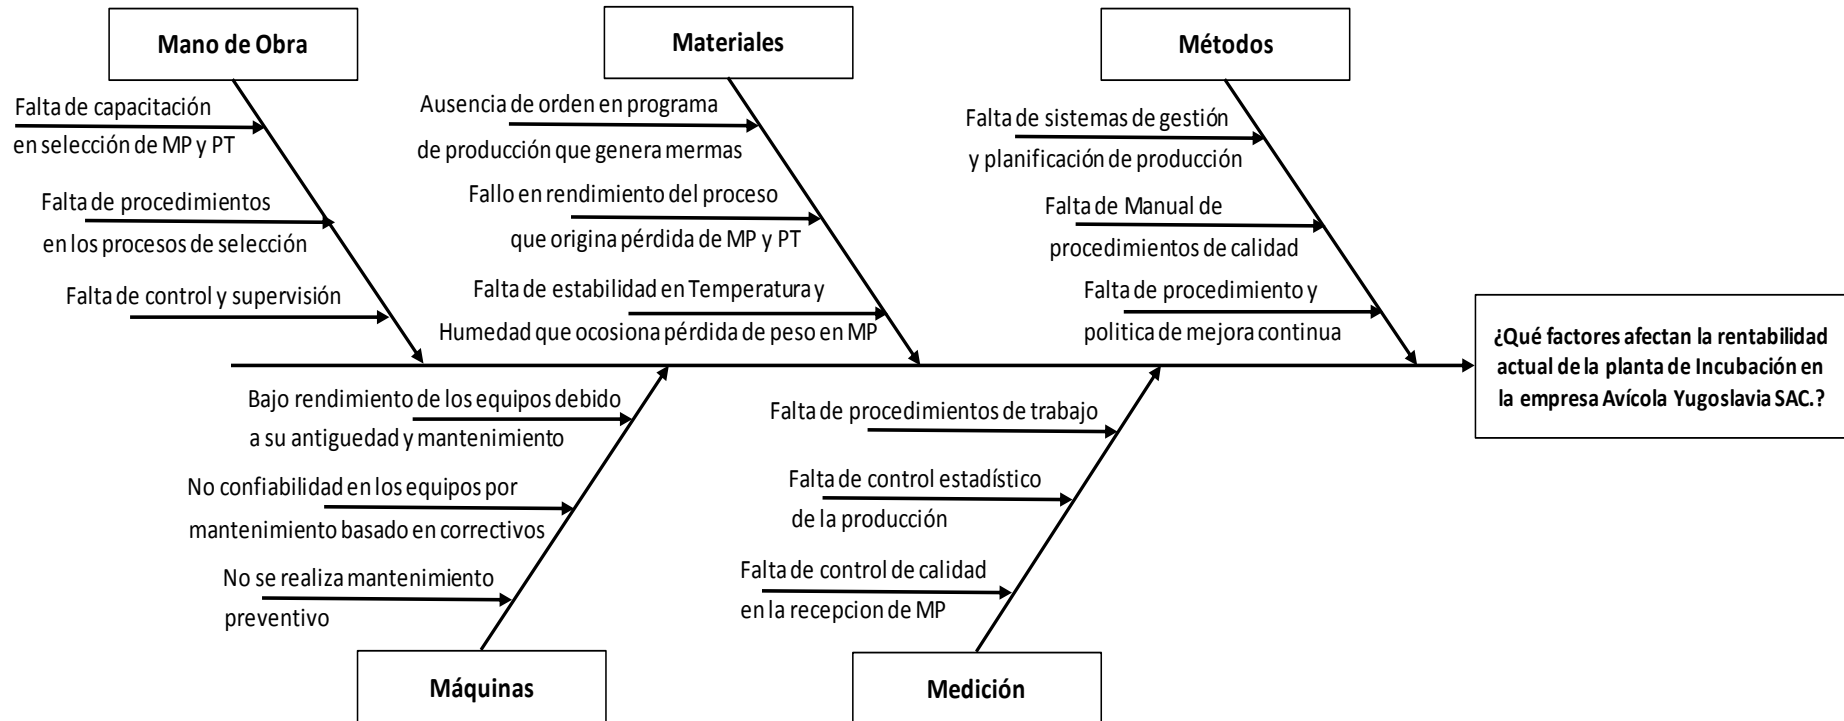 Mano de Obra
Falta de capacitación
en selección de MP y PT
Falta de procedimientos
en los procesos de selección
Falta de control y supervisión
Materiales
Ausencia de orden en programa
de producción que genera mermas
Fallo en rendimiento del proceso
que origina pérdida de MP y PT
Falta de estabilidad en Temperatura y
Humedad que ocosiona pérdida de peso en MP
Métodos
Falta de sistemas de gestión
y planificación de producción
Falta de Manual de
procedimientos de calidad
Falta de procedimiento y
politica de mejora continua
¿Qué factores afectan la rentabilidad
actual de la planta de Incubación en
la empresa Avícola Yugoslavia SAC.?
Bajo rendimiento de los equipos debido
a su antiguedad y mantenimiento
No confiabilidad en los equipos por
mantenimiento basado en correctivos
No se realiza mantenimiento
preventivo
Máquinas
Falta de procedimientos de trabajo
Falta de control estadístico
de la producción
Falta de control de calidad
en la recepcion de MP
Medición